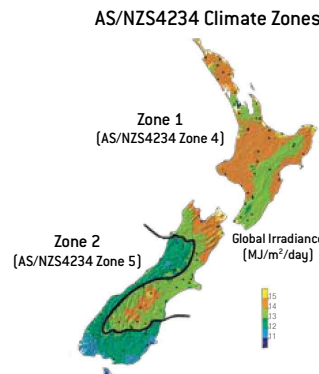 AS/NZS4234 Climate Zones
Zone 1
(AS/NZS4234 Zone 4)
Zone 2
(AS/NZS4234 Zone 5)
Global Irradiance
(MJ/m²/day)
15
14
13
12
11